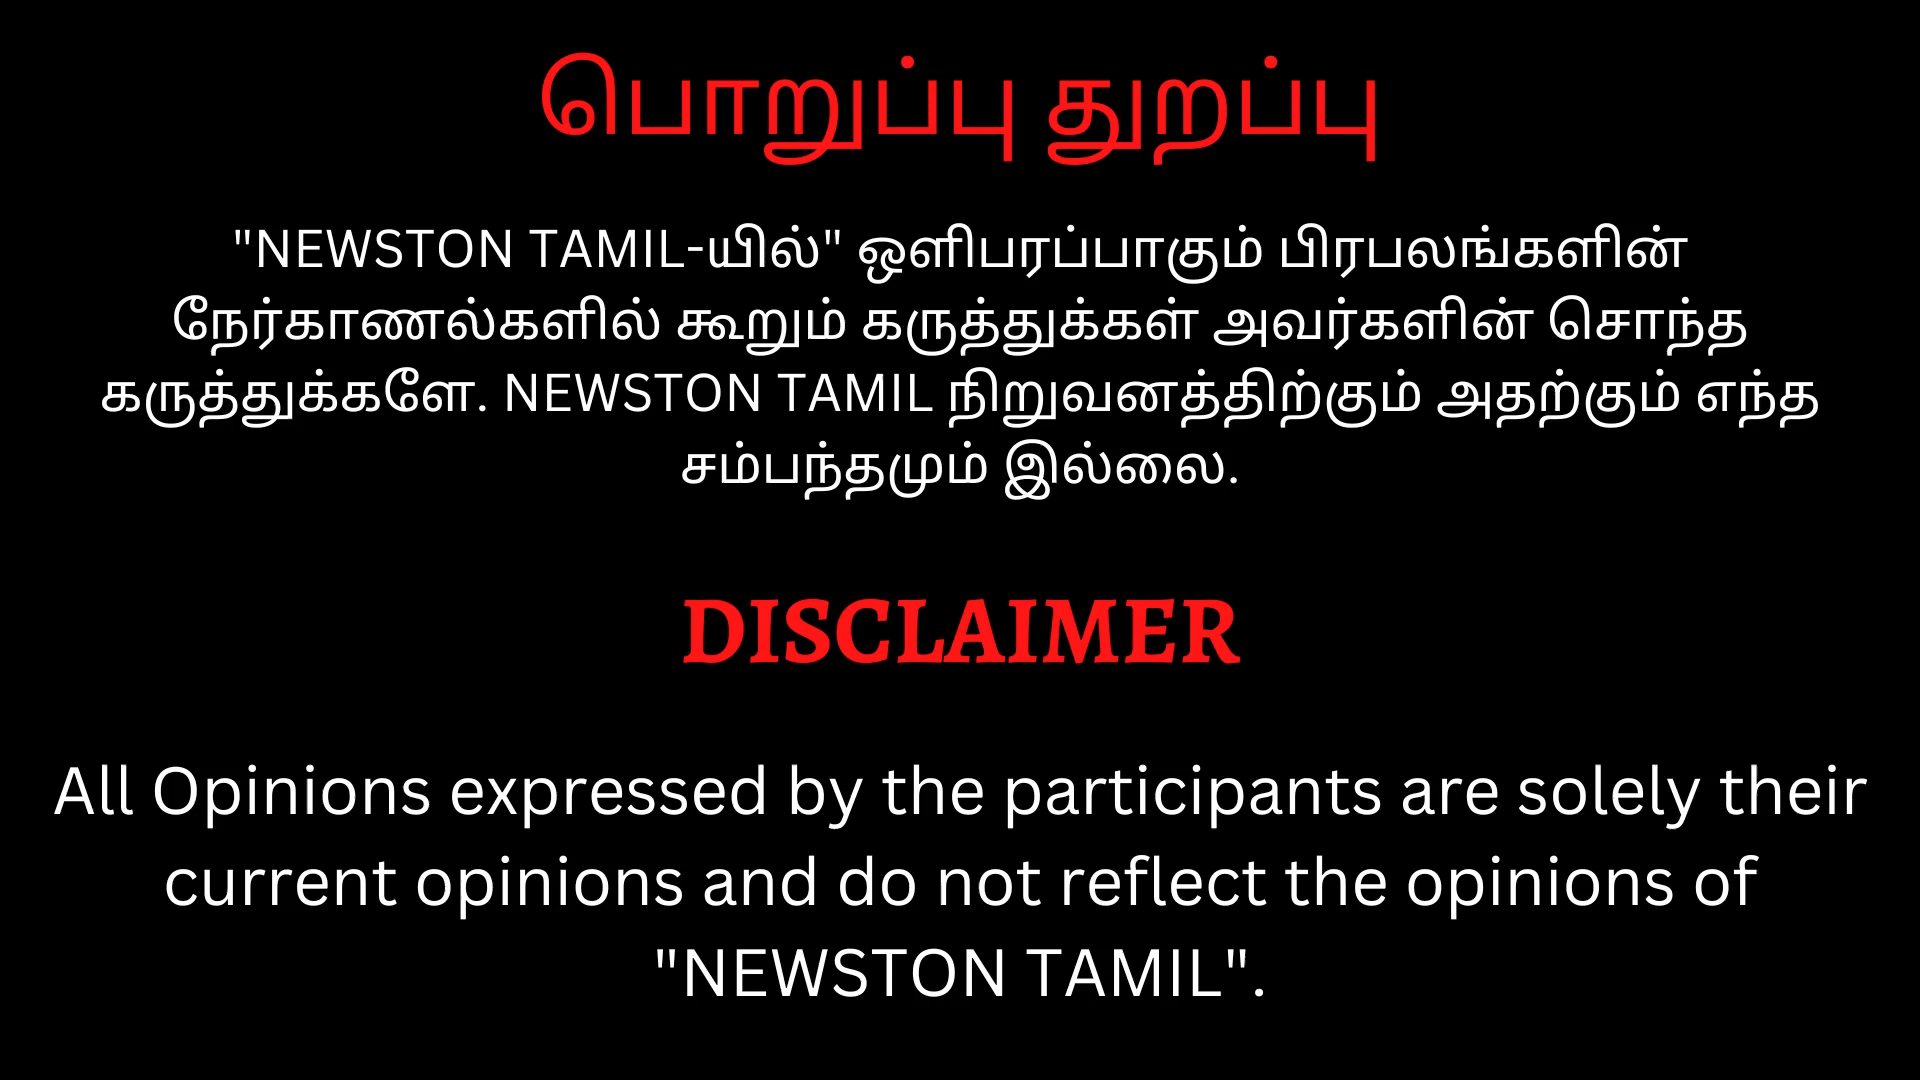 பொறுப்பு துறப்பு
"NEWSTON TAMIL-யில்" ஒளிபரப்பாகும் பிரபலங்களின்
நேர்காணல்களில் கூறும் கருத்துக்கள் அவர்களின் சொந்த
கருத்துக்களே. NEWSTON TAMIL நிறுவனத்திற்கும் அதற்கும் எந்த
சம்பந்தமும் இல்லை.
DISCLAIMER
All Opinions expressed by the participants are solely their
current opinions and do not reflect the opinions of
"NEWSTON TAMIL".